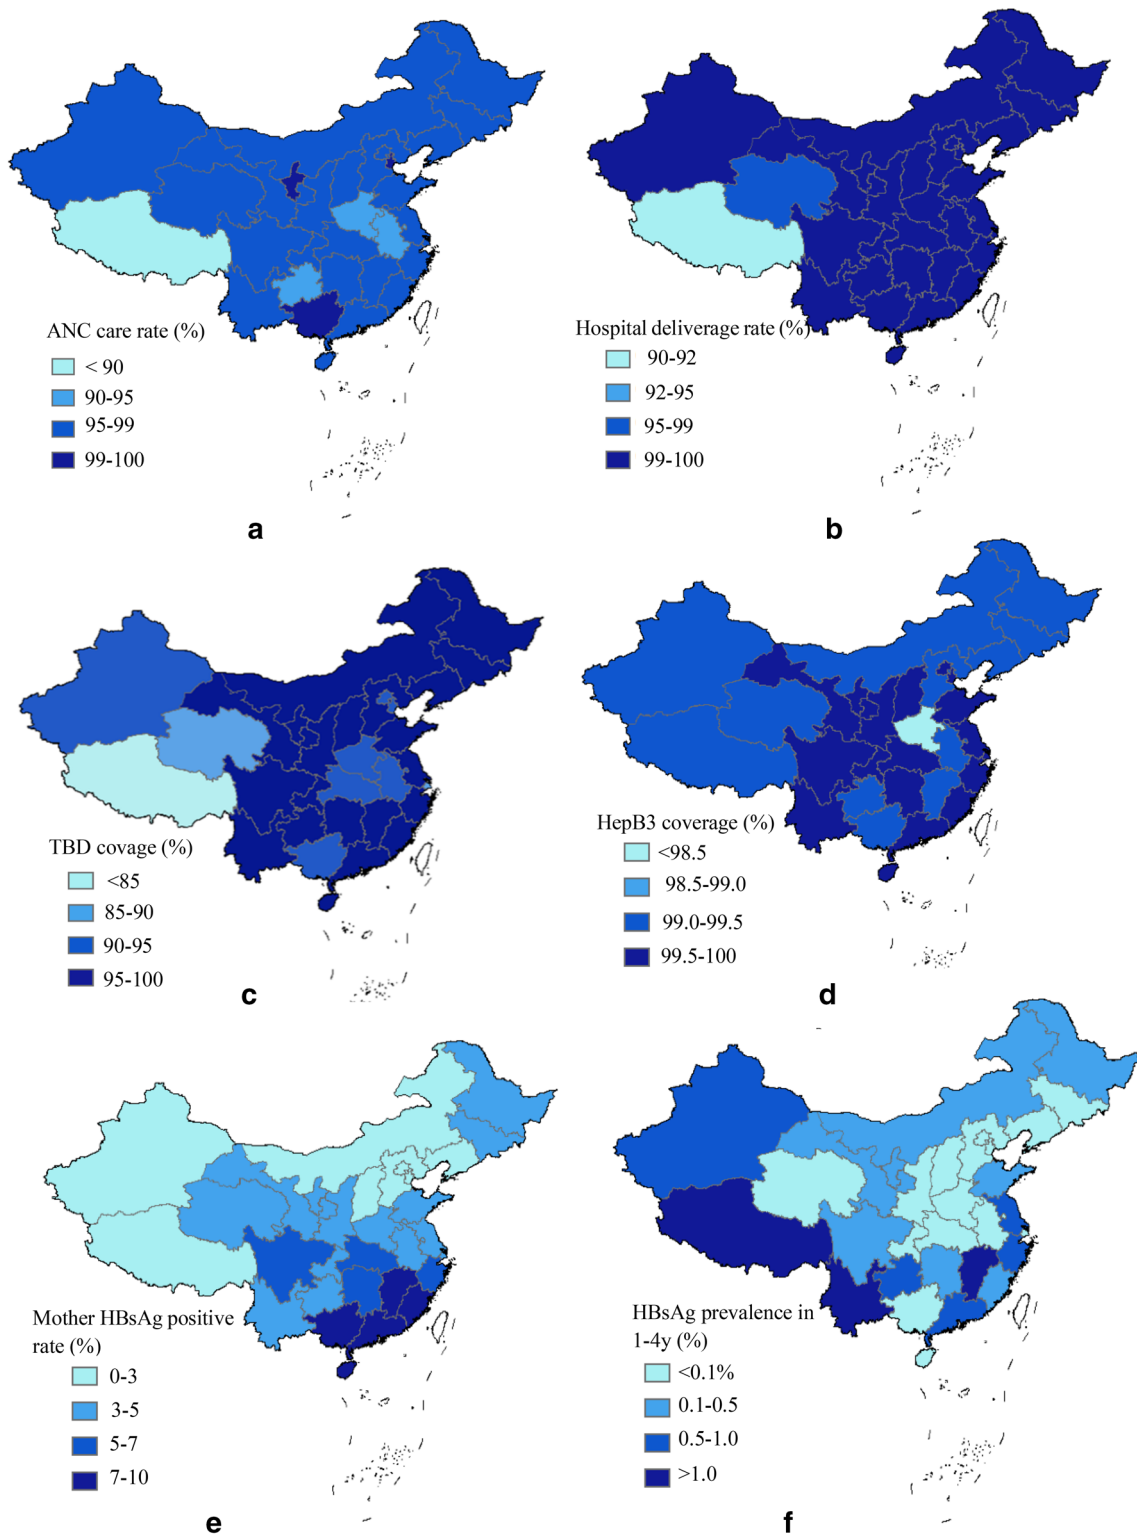 ANC care rate (%)
< 90
90-95
95-99
99-100
a
Hospital deliverage rate (%)
90-92
92-95
95-99
99-100
b
TBD covage (%)
<85
85-90
90-95
95-100
c
HepB3 coverage (%)
<98.5
98.5-99.0
99.0-99.5
99.5-100
d
Mother HBsAg positive
rate (%)
0-3
3-5
5-7
7-10
e
HBsAg prevalence in
1-4y (%)
<0.1%
0.1-0.5
0.5-1.0
>1.0
f